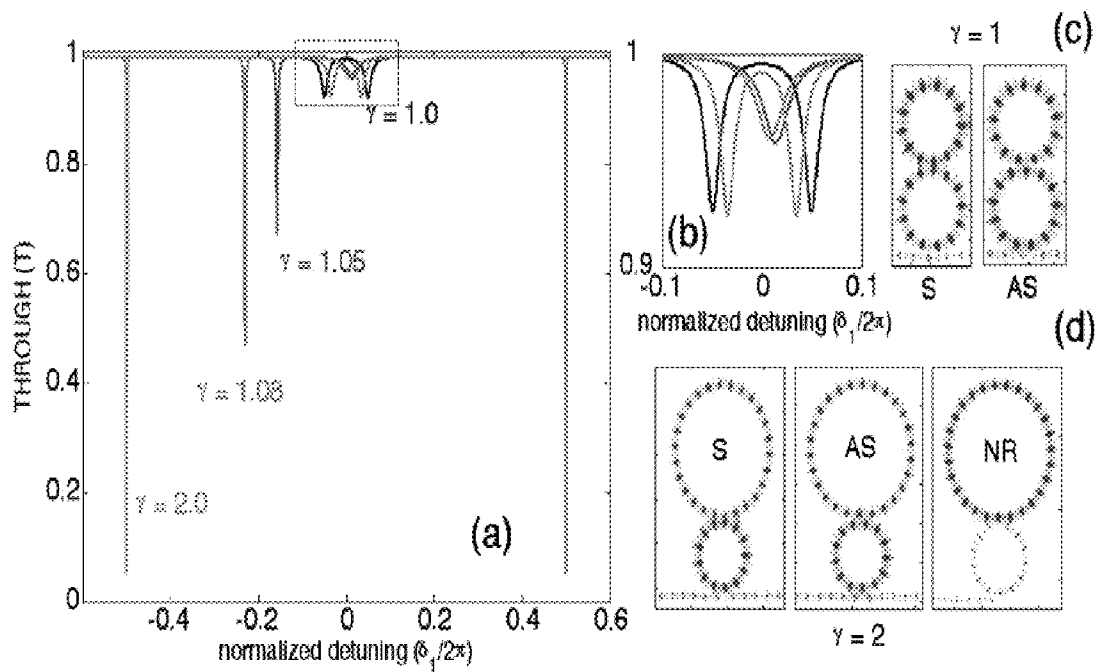 1
0.8
0.6
0.4
0.2
0
THROUGH (T)
-0.4
-0.2
0
0.2
0.4
0.6
normalized detuning (δ₁/2π)
γ = 1.0
γ = 1.05
γ = 1.08
γ = 2.0
(a)
1
0.9
(b)
-0.1
0
0.1
normalized detuning (δ₁/2π)
γ = 1
(c)
S
AS
(d)
S
AS
NR
γ = 2